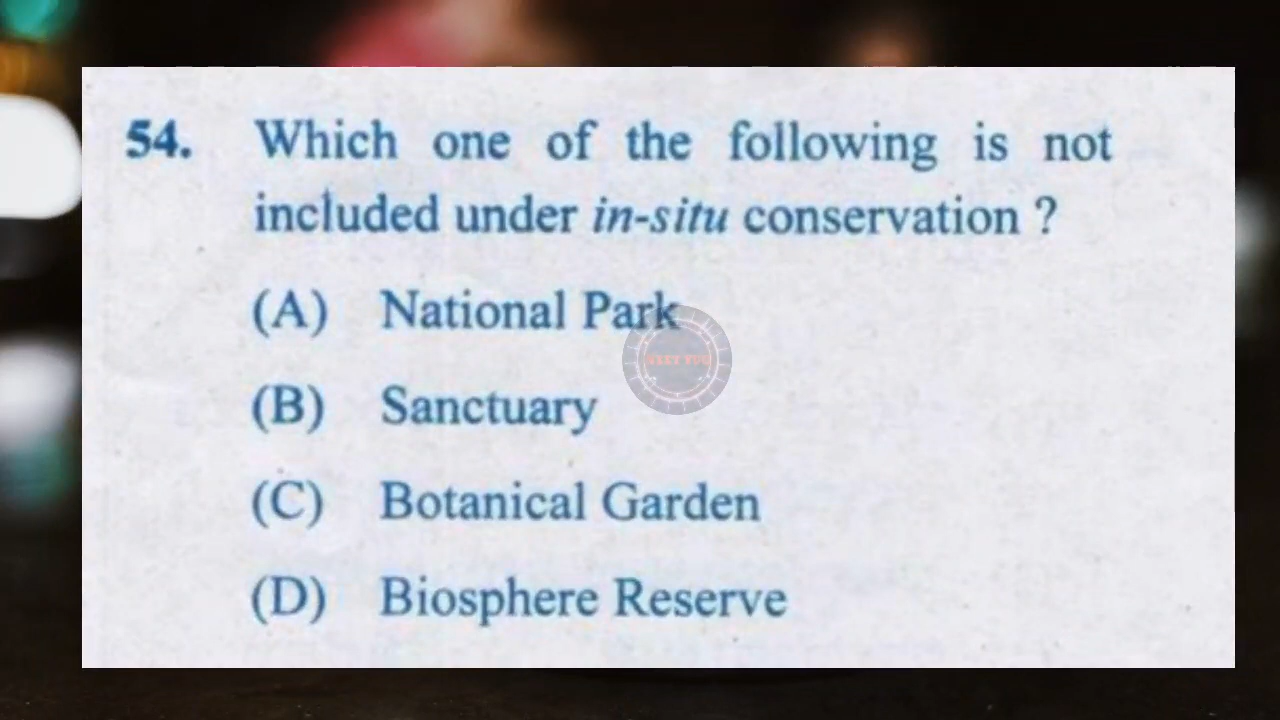 54. Which one of the following is not
included under in-situ conservation ?
(A) National Park
(B) Sanctuary
(C) Botanical Garden
(D) Biosphere Reserve